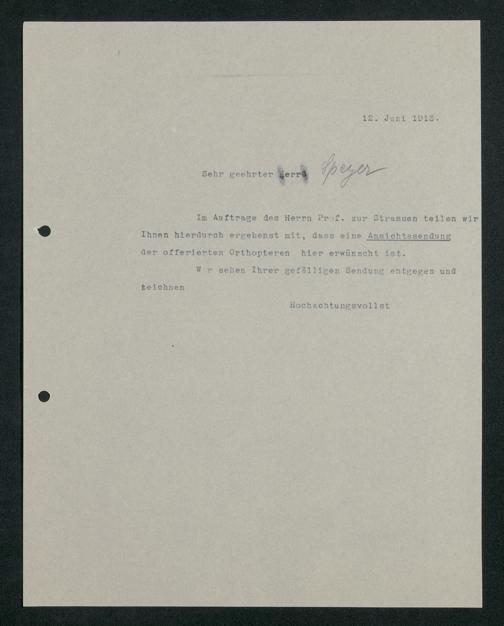 12. Juni 1913.
Sehr geehrter Herr Speyer
Im Auftrage des Herrn Prof. zur Strassen teilen wir
Ihnen hierdurch ergebenst mit, dass eine Ansichtssendung
der offerierten Orthopteren hier erwünscht ist.
Wir sehen Ihrer gefälligen Sendung entgegen und
zeichnen
Hochachtungsvollst